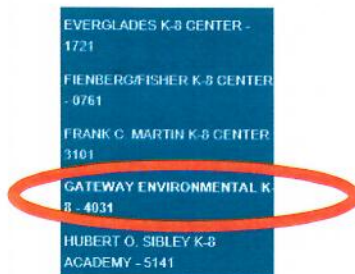 EVERGLADES K-8 CENTER -
1721
FIENBERG/FISHER K-8 CENTER
- 0761
FRANK C. MARTIN K-8 CENTER
3101
GATEWAY ENVIRONMENTAL K-
8 - 4031
HUBERT O. SIBLEY K-8
ACADEMY - 5141